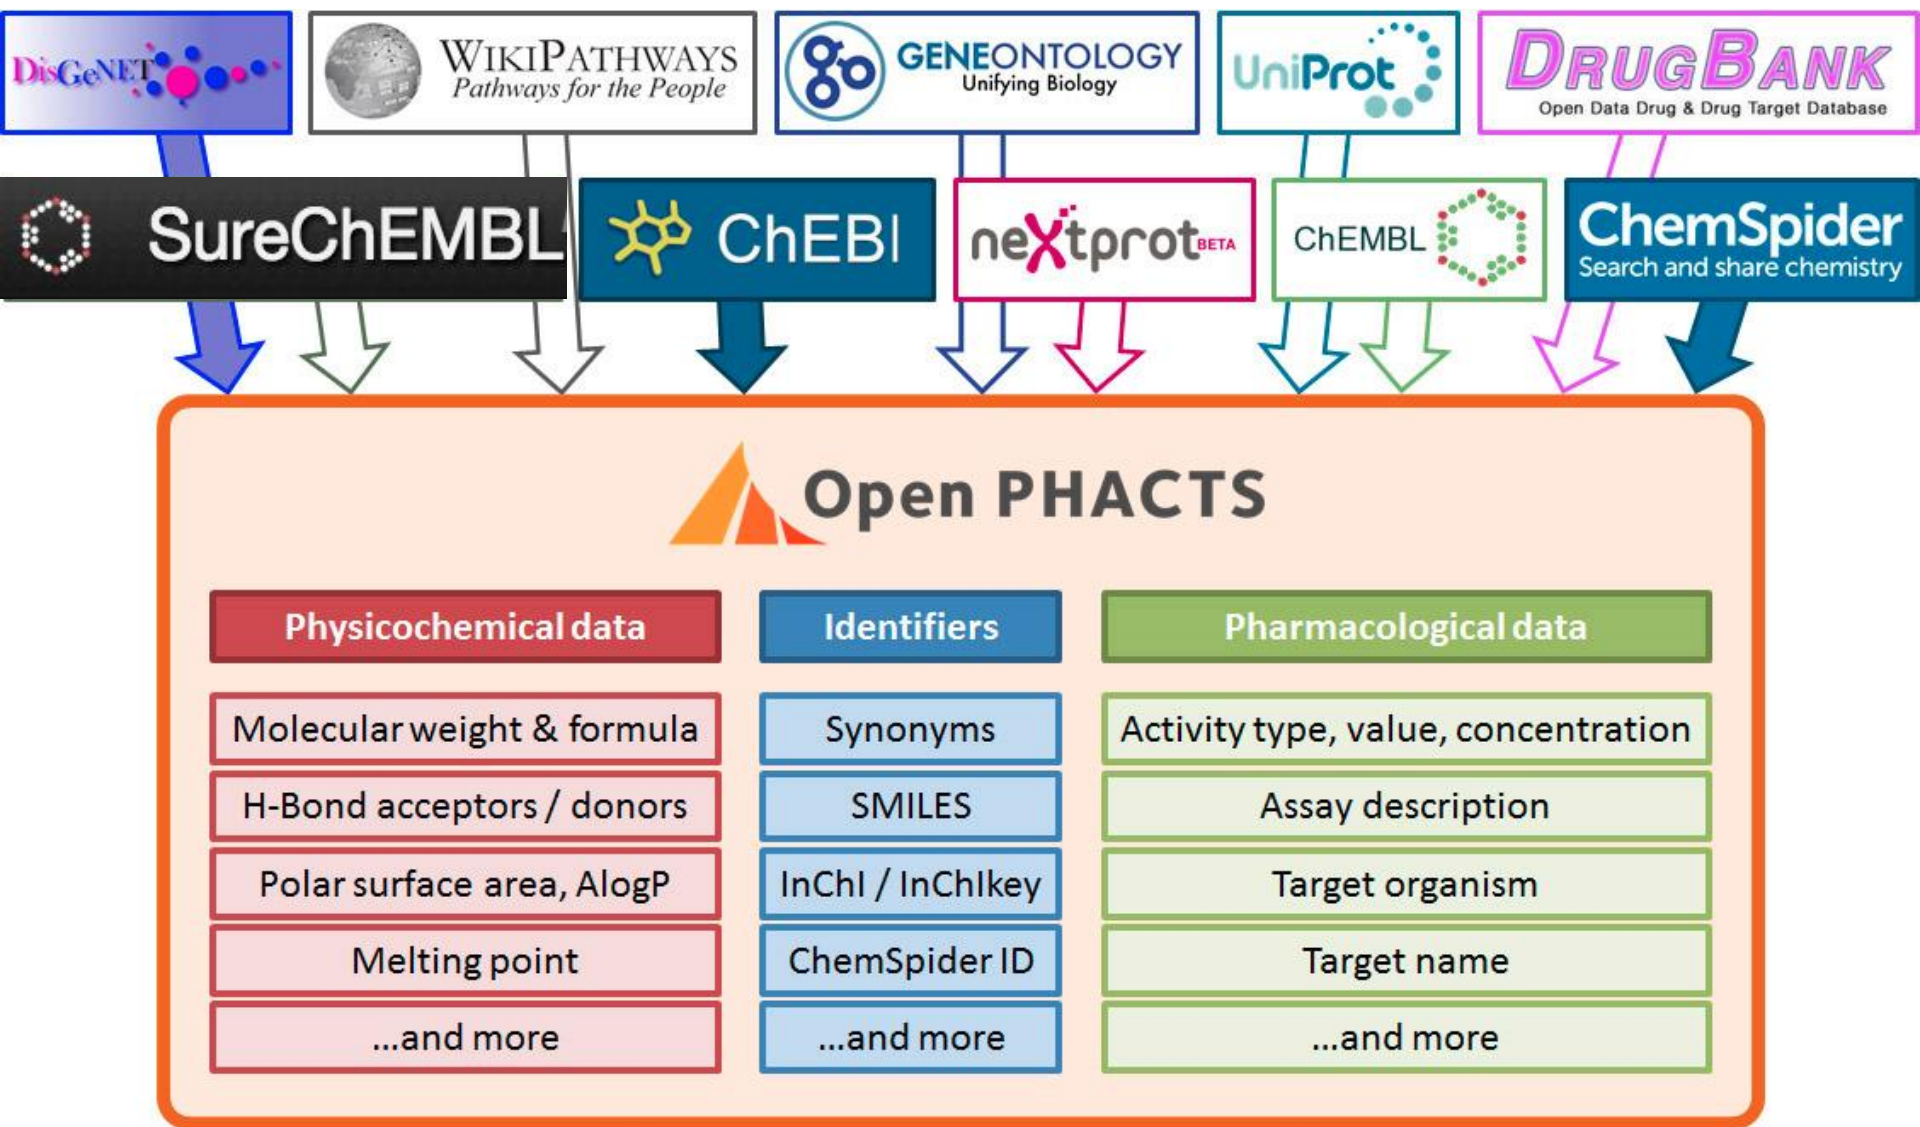 DisGeNET
WIKIPATHWAYS
Pathways for the People
go GENEONTOLOGY
Unifying Biology
UniProt
DRUGBANK
Open Data Drug & Drug Target Database
SureChEMBL
ChEBI
neXtprot BETA
ChEMBL
ChemSpider
Search and share chemistry
Open PHACTS
Physicochemical data
Molecular weight & formula
H-Bond acceptors / donors
Polar surface area, AlogP
Melting point
...and more
Identifiers
Synonyms
SMILES
InChI / InChIkey
ChemSpider ID
...and more
Pharmacological data
Activity type, value, concentration
Assay description
Target organism
Target name
...and more